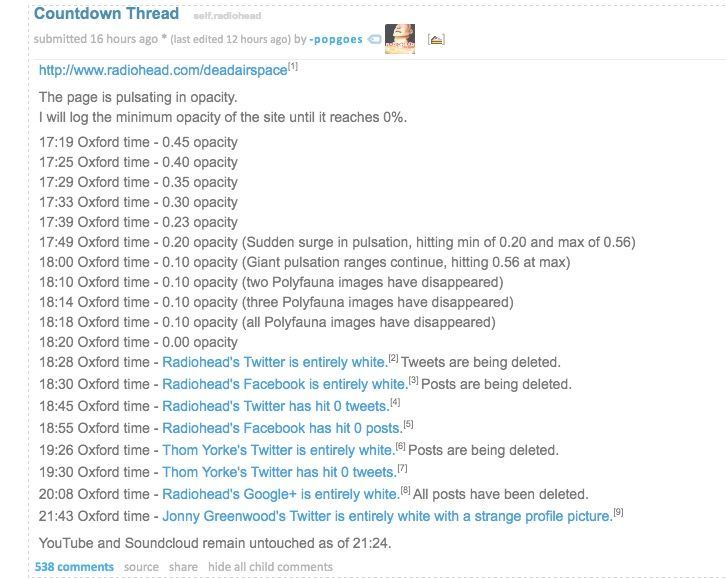 Countdown Thread self.radiohead
submitted 16 hours ago * (last edited 12 hours ago) by -popgoes
http://www.radiohead.com/deadairspace[1]
The page is pulsating in opacity.
I will log the minimum opacity of the site until it reaches 0%.
17:19 Oxford time - 0.45 opacity
17:25 Oxford time - 0.40 opacity
17:29 Oxford time - 0.35 opacity
17:33 Oxford time - 0.30 opacity
17:39 Oxford time - 0.23 opacity
17:49 Oxford time - 0.20 opacity (Sudden surge in pulsation, hitting min of 0.20 and max of 0.56)
18:00 Oxford time - 0.10 opacity (Giant pulsation ranges continue, hitting 0.56 at max)
18:10 Oxford time - 0.10 opacity (two Polyfauna images have disappeared)
18:14 Oxford time - 0.10 opacity (three Polyfauna images have disappeared)
18:18 Oxford time - 0.10 opacity (all Polyfauna images have disappeared)
18:20 Oxford time - 0.00 opacity
18:28 Oxford time - Radiohead's Twitter is entirely white.[2] Tweets are being deleted.
18:30 Oxford time - Radiohead's Facebook is entirely white.[3] Posts are being deleted.
18:45 Oxford time - Radiohead's Twitter has hit 0 tweets.[4]
18:55 Oxford time - Radiohead's Facebook has hit 0 posts.[5]
19:26 Oxford time - Thom Yorke's Twitter is entirely white.[6] Posts are being deleted.
19:30 Oxford time - Thom Yorke's Twitter has hit 0 tweets.[7]
20:08 Oxford time - Radiohead's Google+ is entirely white.[8] All posts have been deleted.
21:43 Oxford time - Jonny Greenwood's Twitter is entirely white with a strange profile picture.[9]
YouTube and Soundcloud remain untouched as of 21:24.
538 comments source share hide all child comments